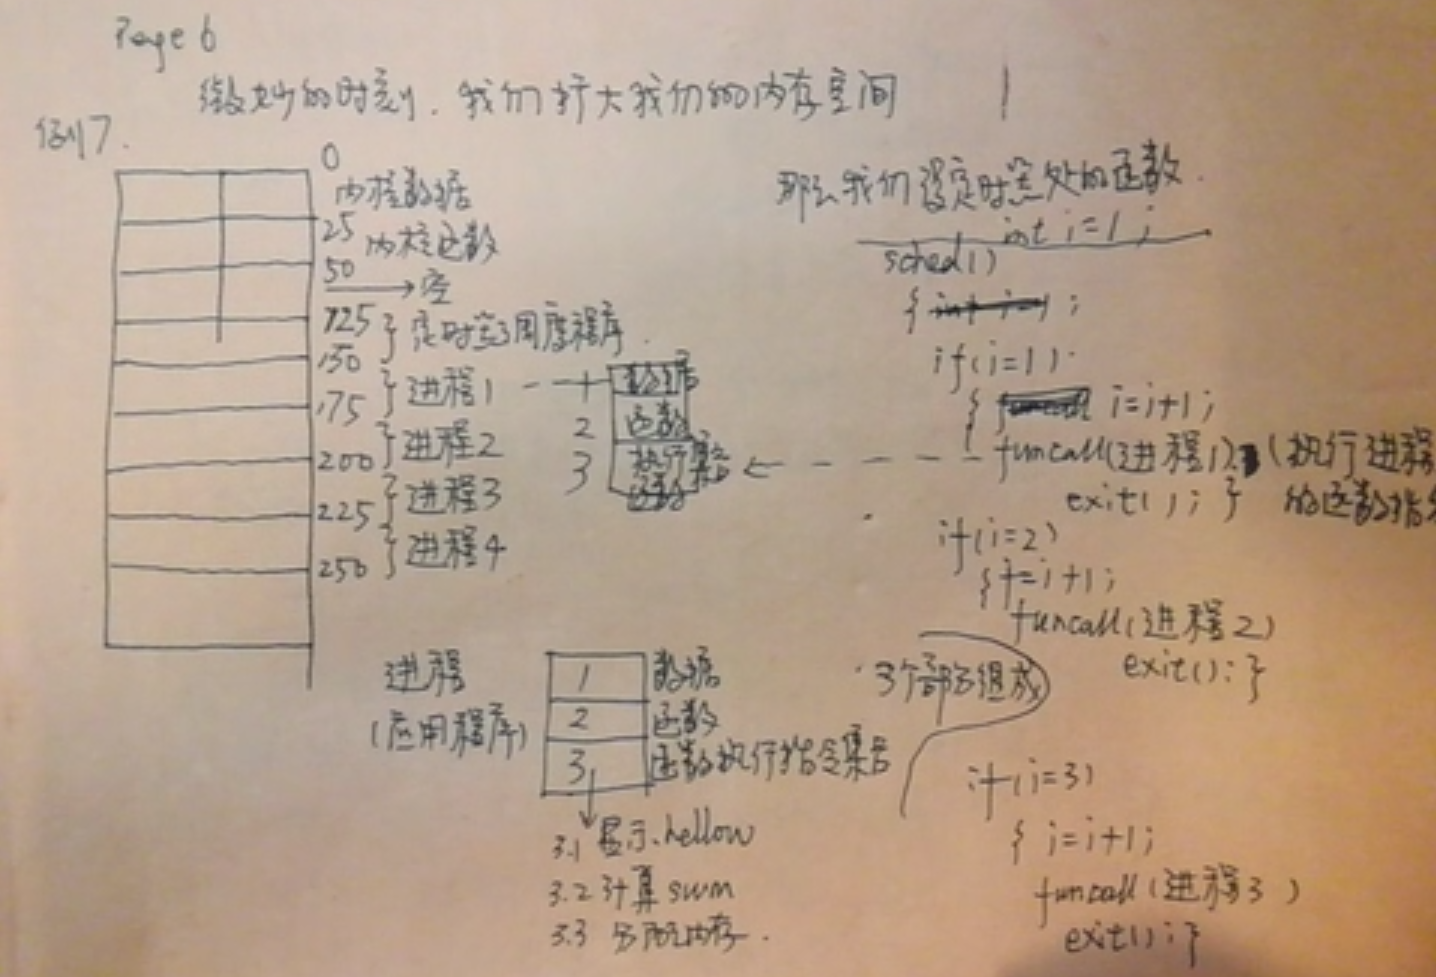 Page 6
微妙的时刻.我们扩大我们的内存空间
例7.
0
内核数据
25
内核函数
50
空
125
定时器调度程序.
150
进程1
175
进程2
200
进程3
225
进程4
250
1 数据
2 函数
3 执行
函数
那么我们设定时器处的函数.
int i=1;
sched()
{ ;
if(i=1)
{ i=i+1;
funcall(进程1) (执行进程
的函数指
exit();}
if(i=2)
{i=i+1;
funcall(进程2)
exit();}
if(i=3)
{ i=i+1;
funcall(进程3)
exit();}
进程
(应用程序)
1 数据
2 函数
3 函数执行指令集合
3个部分组成
3.1 显示.hellow
3.2 计算sum
3.3 分配内存.